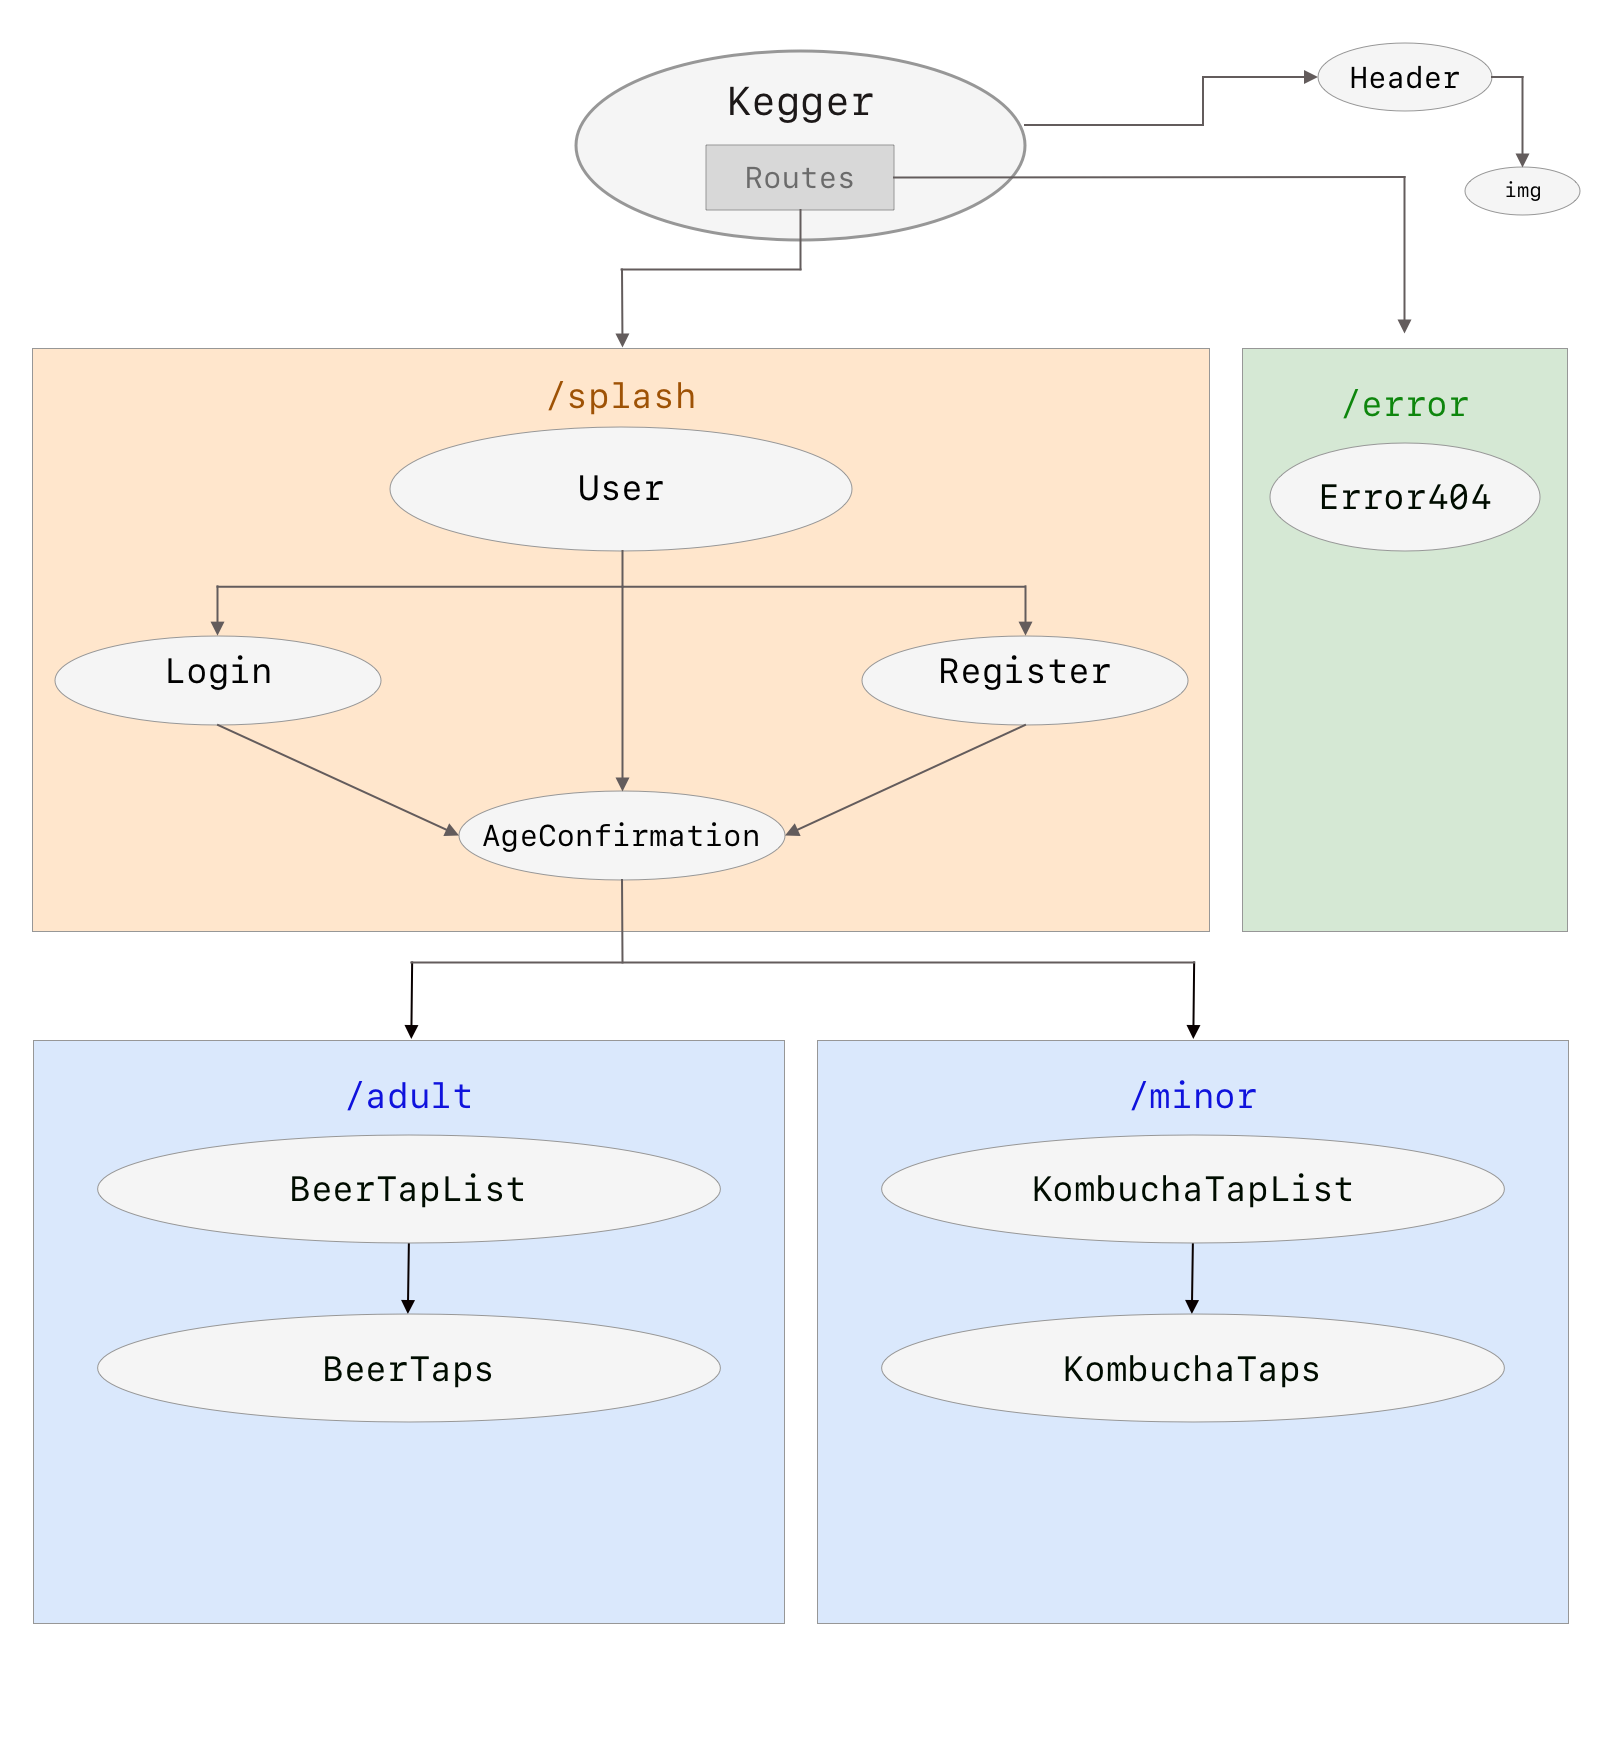 Kegger
Routes
Header
img
/splash
User
Login
Register
AgeConfirmation
/error
Error404
/adult
BeerTapList
BeerTaps
/minor
KombuchaTapList
KombuchaTaps